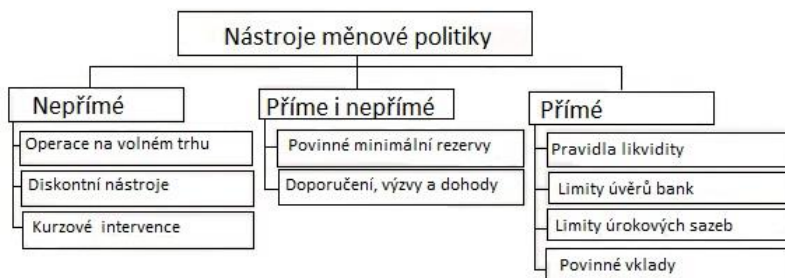 Nástroje měnové politiky
Nepřímé
Operace na volném trhu
Diskontní nástroje
Kurzové intervence
Příme i nepřímé
Povinné minimální rezervy
Doporučení, výzvy a dohody
Přímé
Pravidla likvidity
Limity úvěrů bank
Limity úrokových sazeb
Povinné vklady